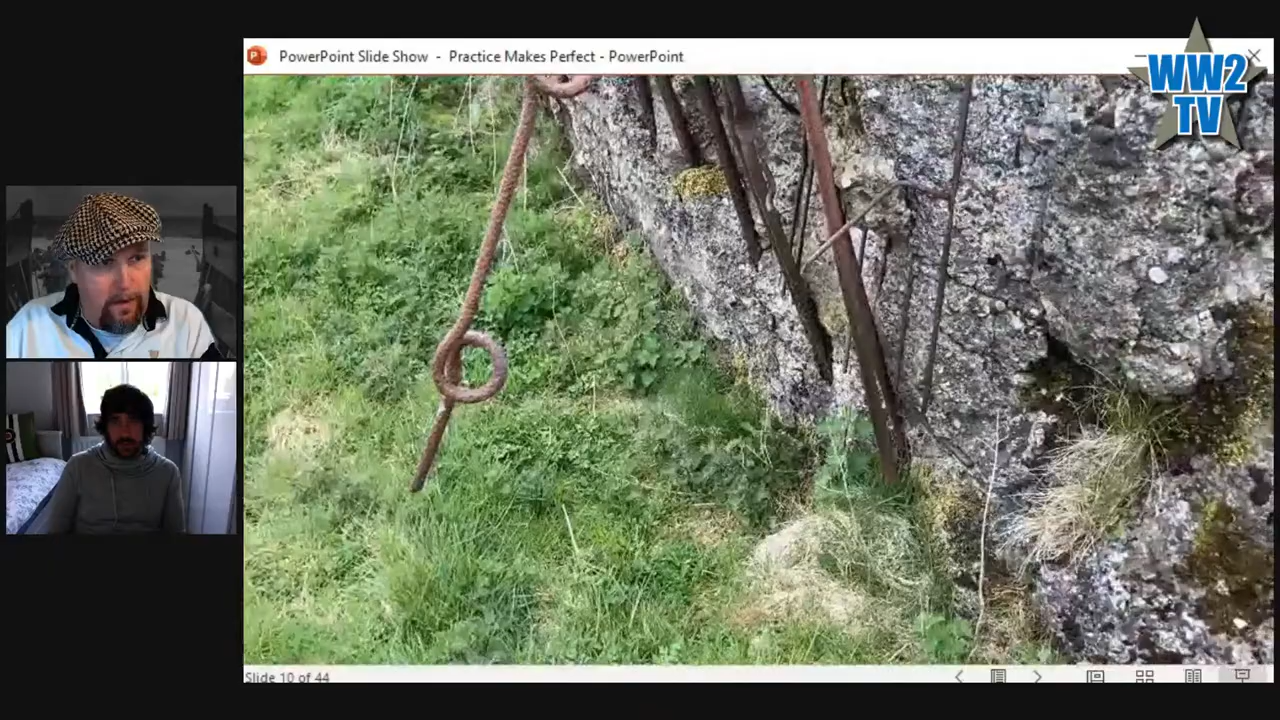 PowerPoint Slide Show - Practice Makes Perfect - PowerPoint
WW2
TV
Slide 10 of 44